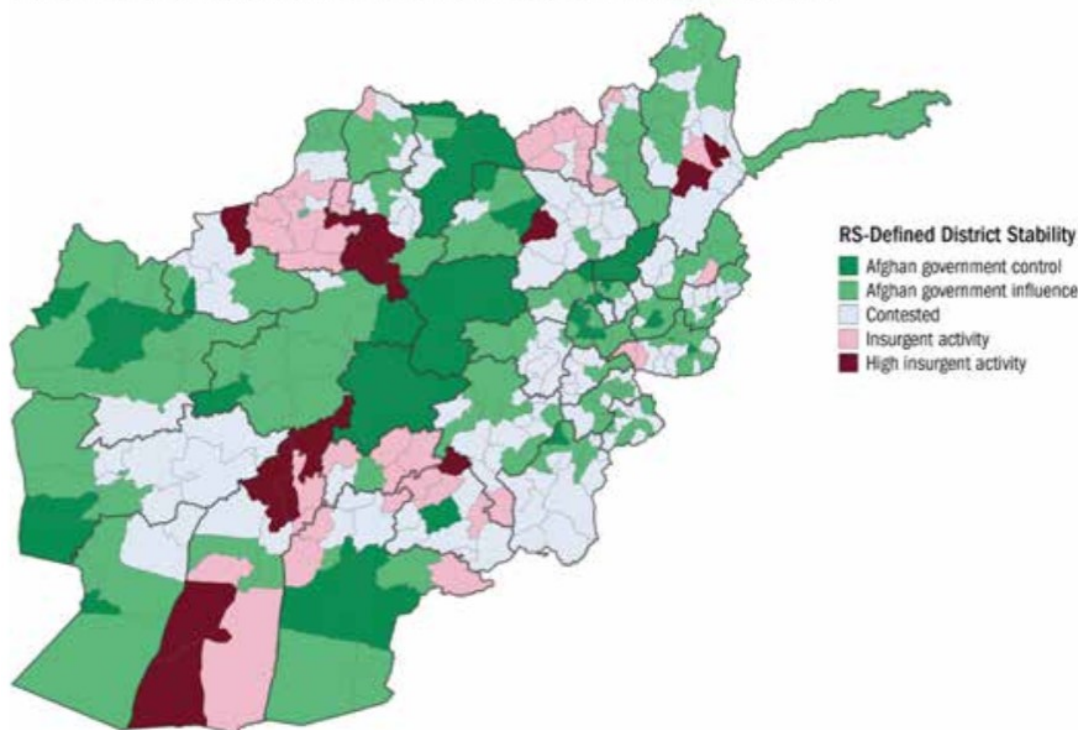 RS-Defined District Stability
Afghan government control
Afghan government influence
Contested
Insurgent activity
High insurgent activity